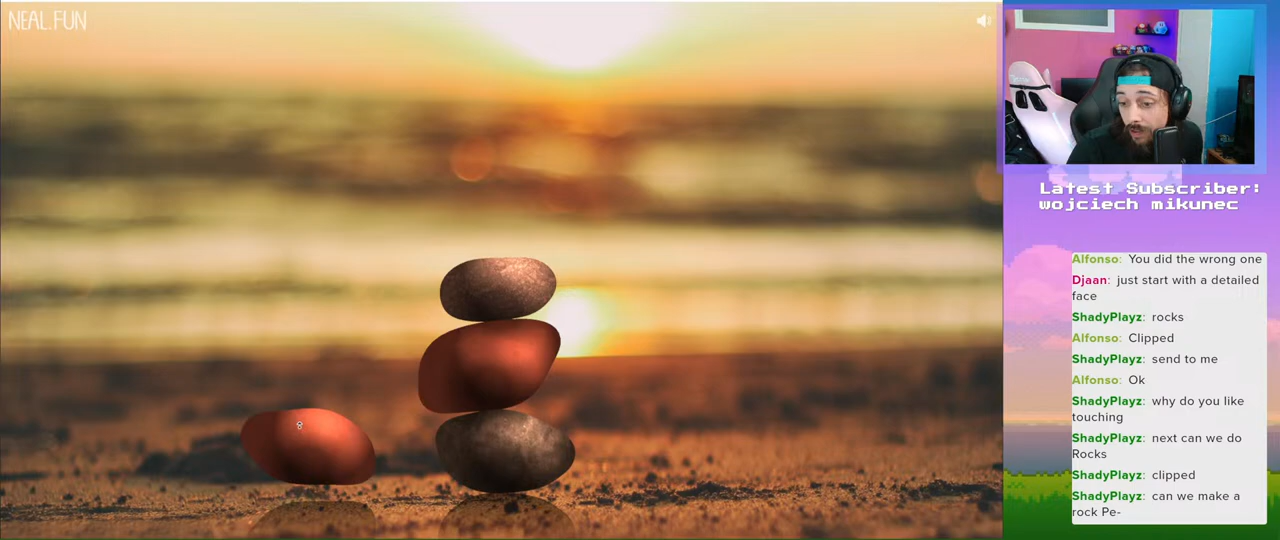 NEAL.FUN
Latest Subscriber:
wojciech mikunec
Alfonso: You did the wrong one
Djaan: just start with a detailed
face
ShadyPlayz: rocks
Alfonso: Clipped
ShadyPlayz: send to me
Alfonso: Ok
ShadyPlayz: why do you like
touching
ShadyPlayz: next can we do
Rocks
ShadyPlayz: clipped
ShadyPlayz: can we make a
rock Pe-